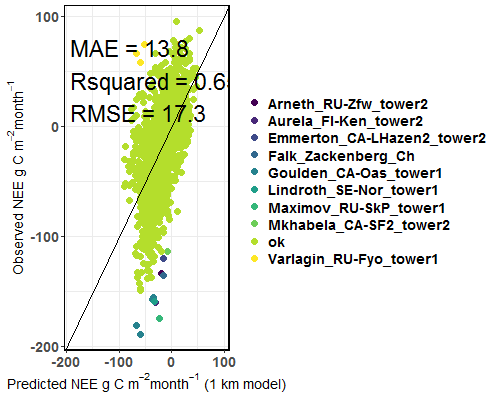 100
0
-100
-200
MAE = 13.8
Rsquared = 0.6
RMSE = 17.3
Observed NEE g C m⁻² month⁻¹
-200
-100
0
100
Predicted NEE g C m⁻²month⁻¹ (1 km model)
Arneth_RU-Zfw_tower2
Aurela_FI-Ken_tower2
Emmerton_CA-LHazen2_tower2
Falk_Zackenberg_Ch
Goulden_CA-Oas_tower1
Lindroth_SE-Nor_tower1
Maximov_RU-SkP_tower1
Mkhabela_CA-SF2_tower2
ok
Varlagin_RU-Fyo_tower1